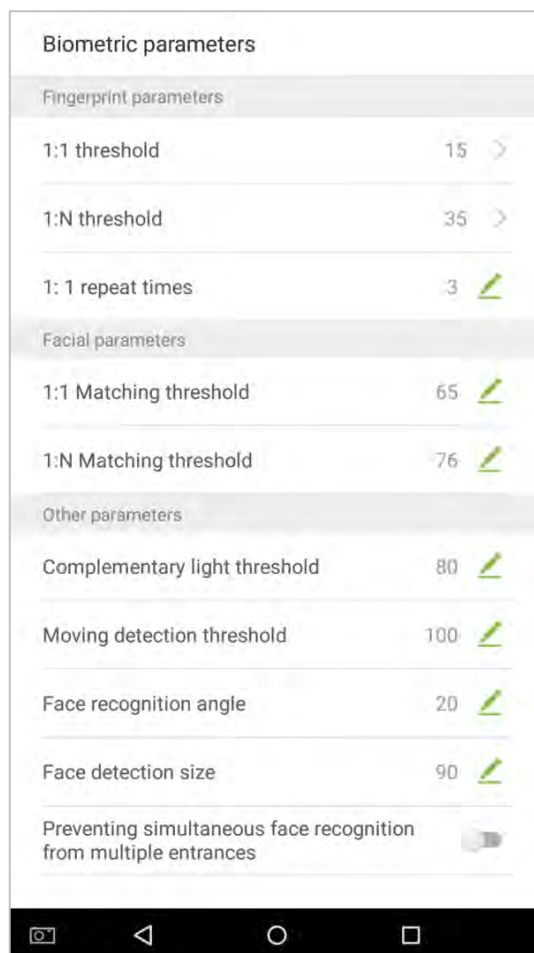 Biometric parameters
Fingerprint parameters
1:1 threshold 15
1:N threshold 35
1: 1 repeat times 3
Facial parameters
1:1 Matching threshold 65
1:N Matching threshold 76
Other parameters
Complementary light threshold 80
Moving detection threshold 100
Face recognition angle 20
Face detection size 90
Preventing simultaneous face recognition
from multiple entrances